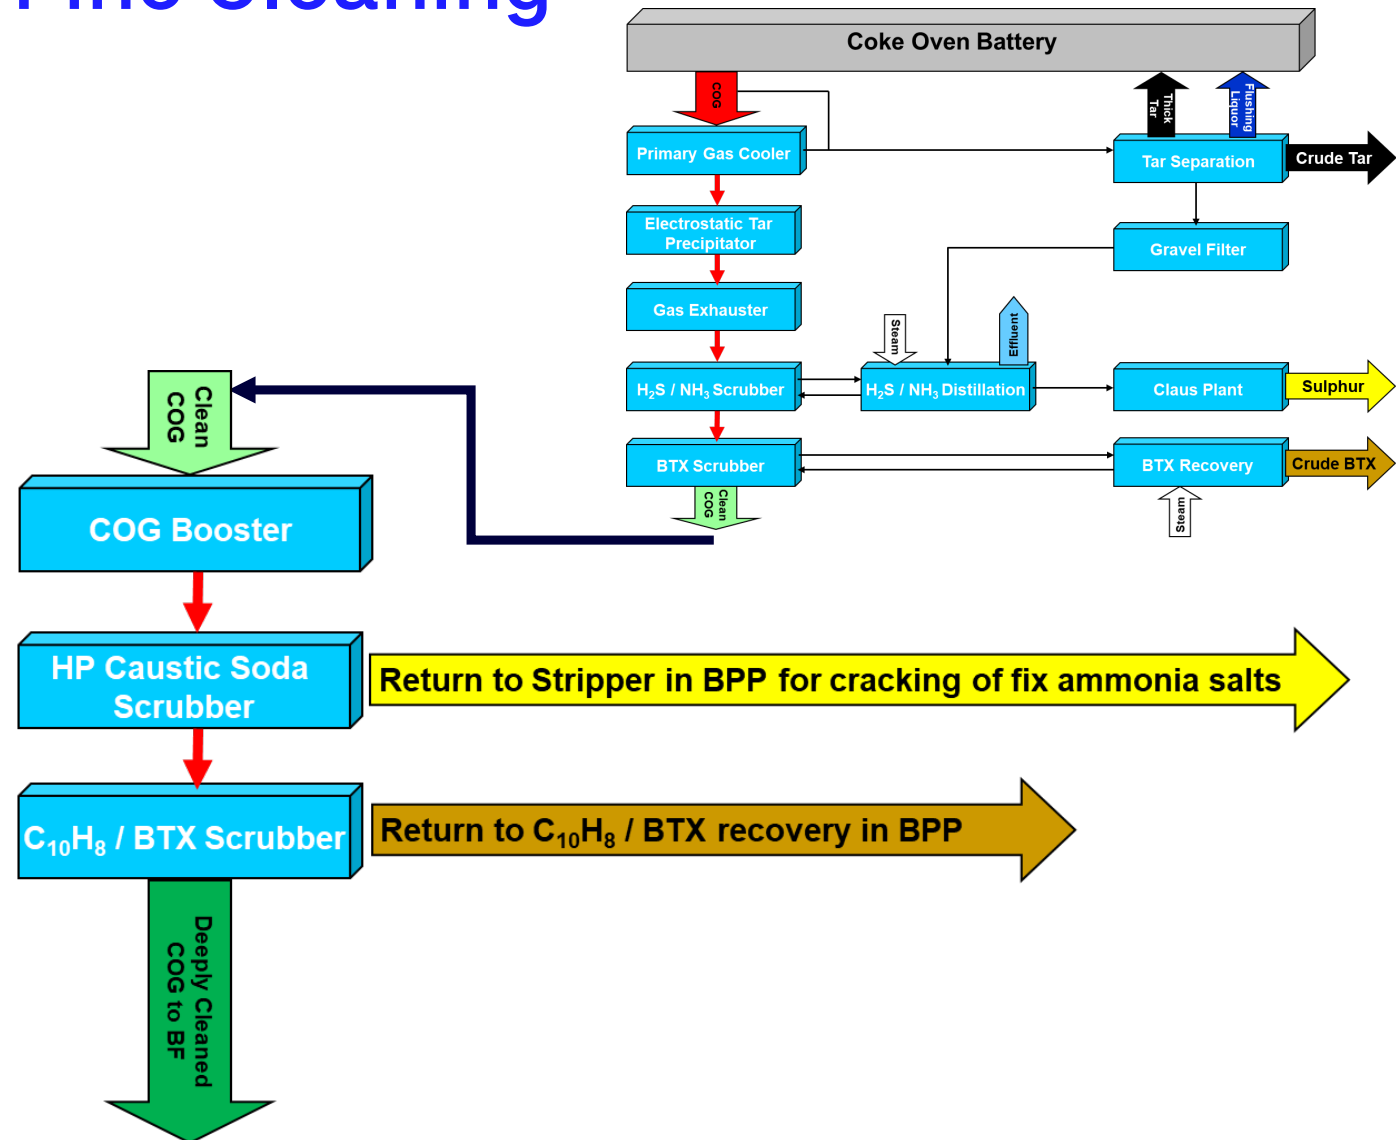 Fine Cleaning
Coke Oven Battery
COG
Thick
Tar
Flushing
Liquor
Primary Gas Cooler
Tar Separation
Crude Tar
Electrostatic Tar
Precipitator
Gravel Filter
Gas Exhauster
Steam
Effluent
H₂S / NH₃ Scrubber
H₂S / NH₃ Distillation
Claus Plant
Sulphur
BTX Scrubber
BTX Recovery
Crude BTX
Clean
COG
Steam
Clean
COG
COG Booster
HP Caustic Soda
Scrubber
Return to Stripper in BPP for cracking of fix ammonia salts
C₁₀H₈ / BTX Scrubber
Return to C₁₀H₈ / BTX recovery in BPP
Deeply Cleaned
COG to BF